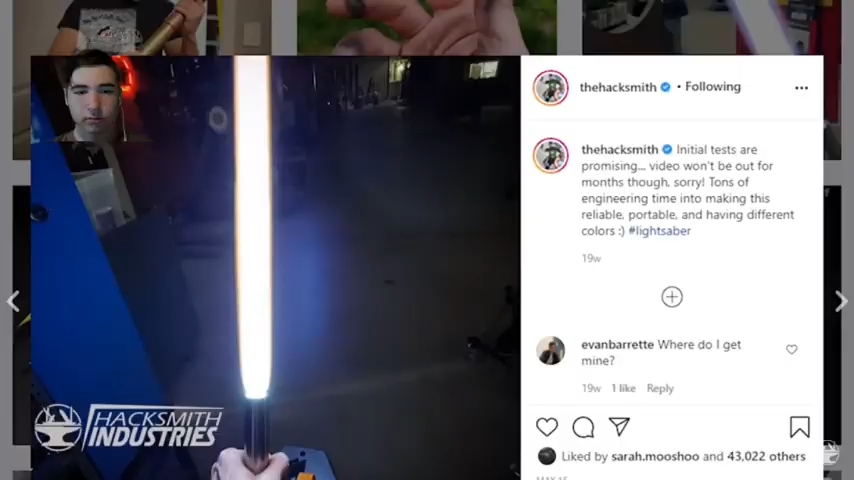 thehacksmith • Following
thehacksmith Initial tests are
promising... video won't be out for
months though, sorry! Tons of
engineering time into making this
reliable, portable, and having different
colors :) #lightsaber
19w
evanbarrette Where do I get
mine?
19w 1 like Reply
HACKSMITH
INDUSTRIES
Liked by sarah.mooshoo and 43,022 others